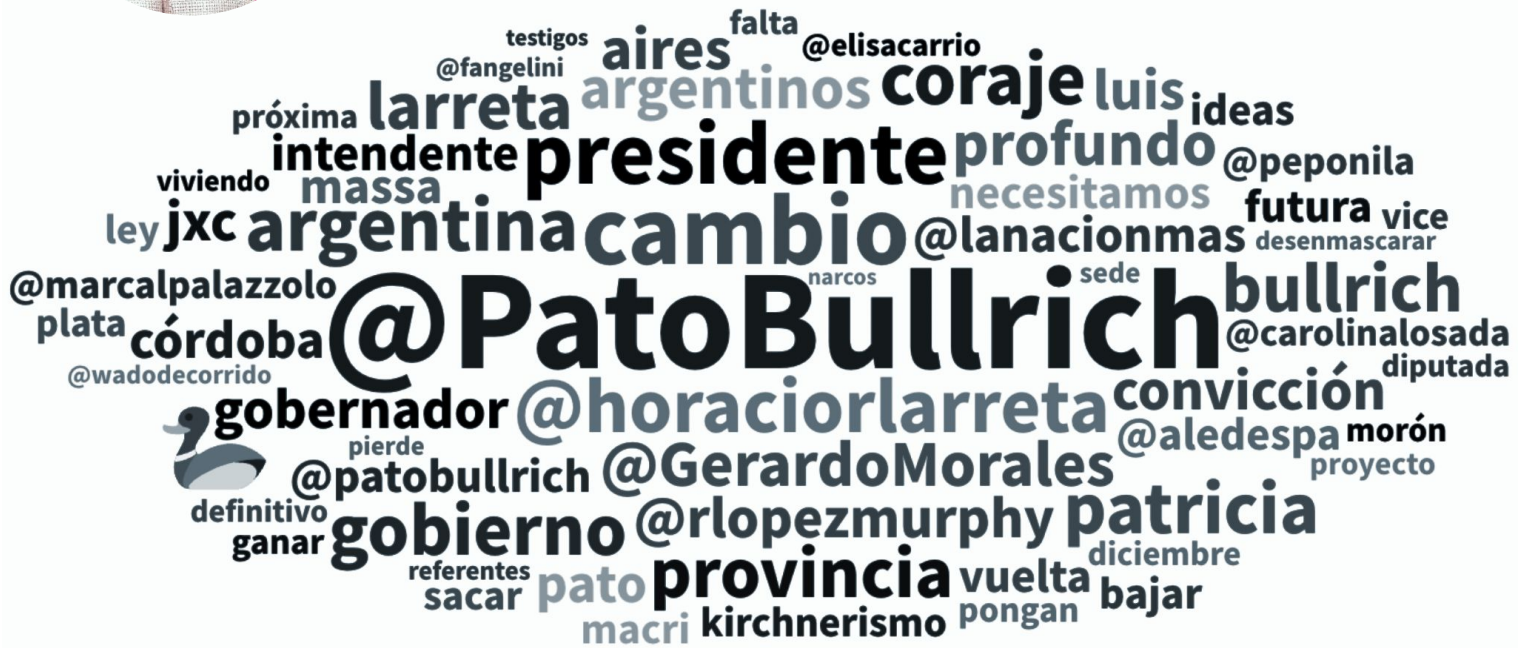 falta
testigos aires @elisacarrio
@fangelini argentinos coraje luis
próxima larreta ideas
intendente presidente profundo @peponila
viviendo massa necesitamos
ley jxc argentina cambio @lanacionmas futura vice
desenmascarar
@marcalpalazzolo narcos sede bullrich
plata córdoba @PatoBullrich @carolinalosada
@wadodecorrido diputada
gobernador @horaciorlarreta convicción
pierde @aledespa morón
@patobullrich @GerardoMorales proyecto
definitivo gobierno @rlopezmurphy patricia
ganar diciembre
referentes pato provincia vuelta bajar
sacar pongan
macri kirchnerismo